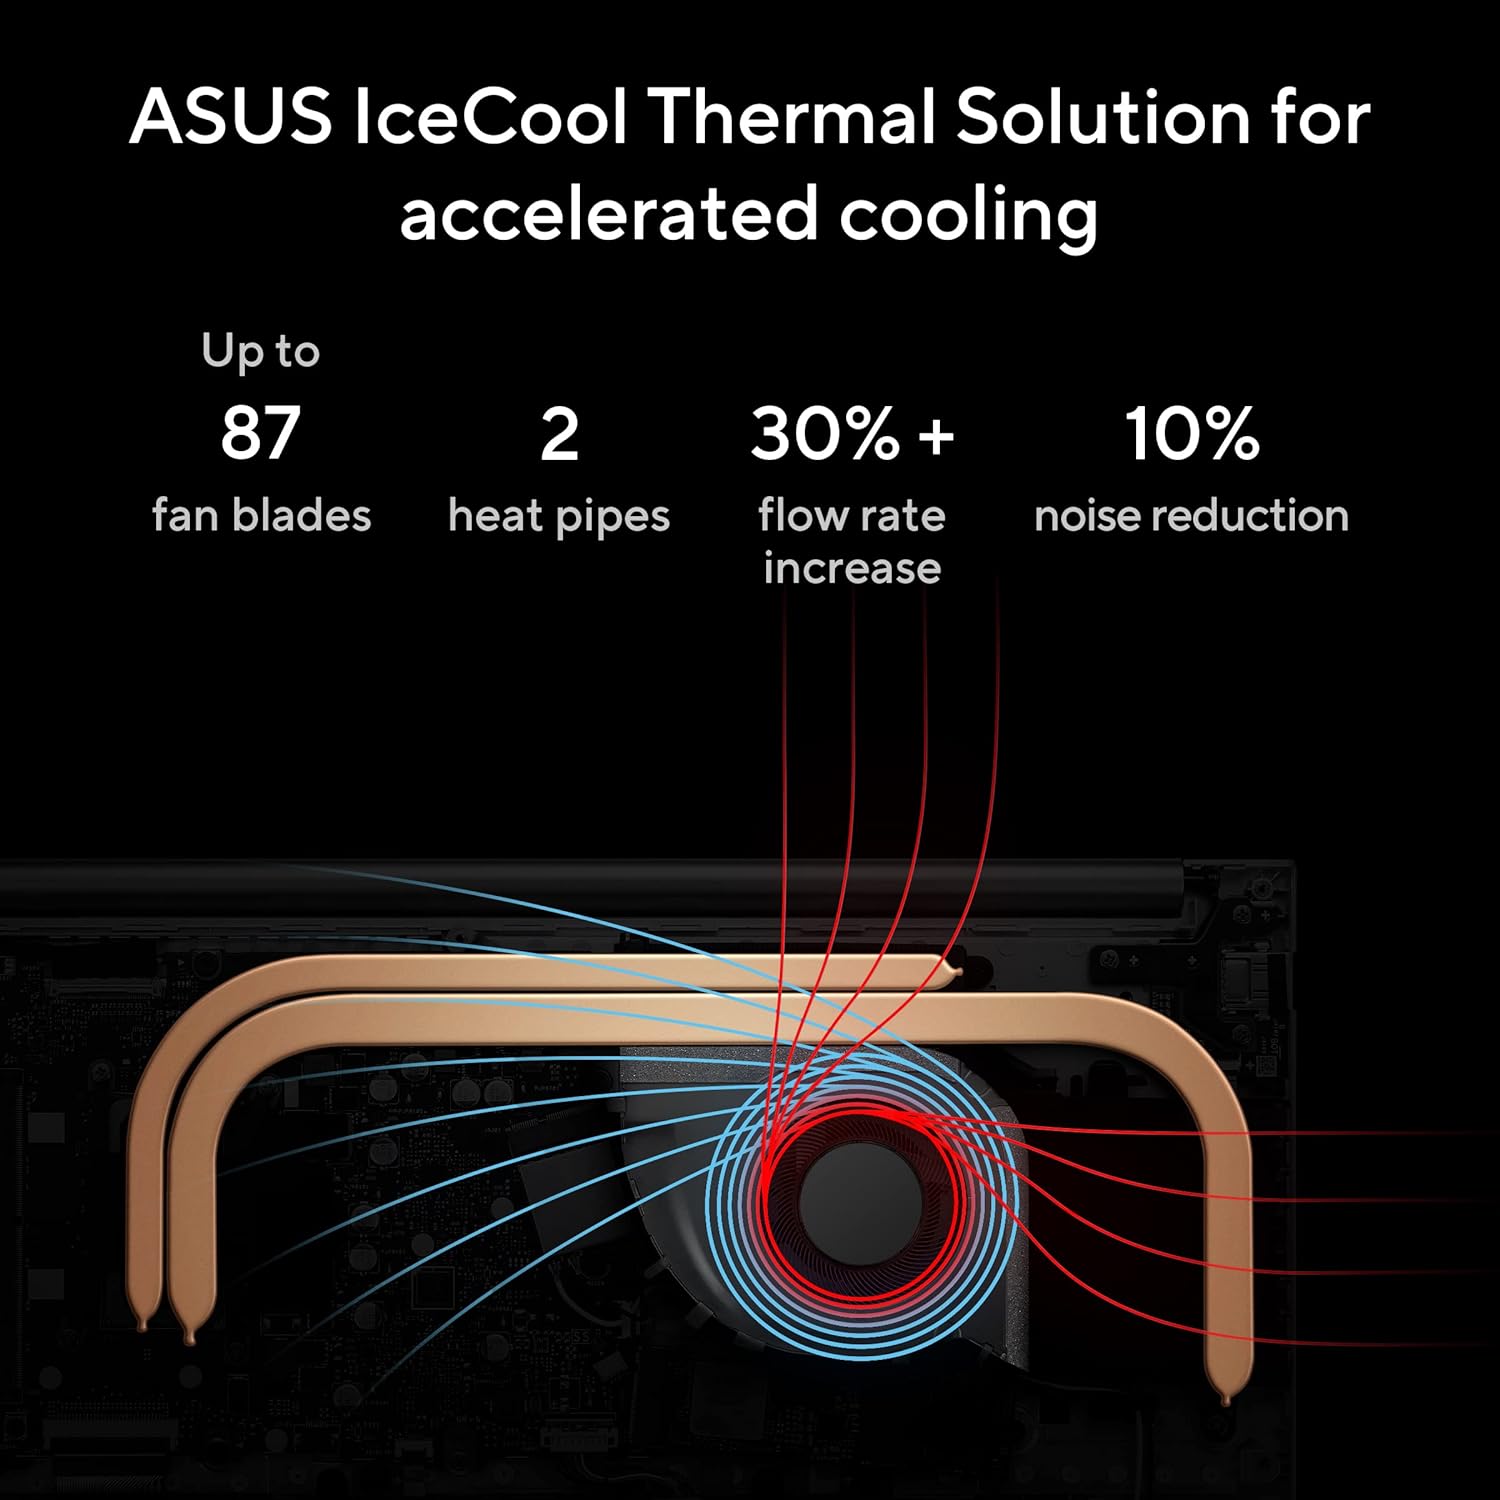 ASUS IceCool Thermal Solution for
accelerated cooling
Up to
87
fan blades
2
heat pipes
30% +
flow rate
increase
10%
noise reduction